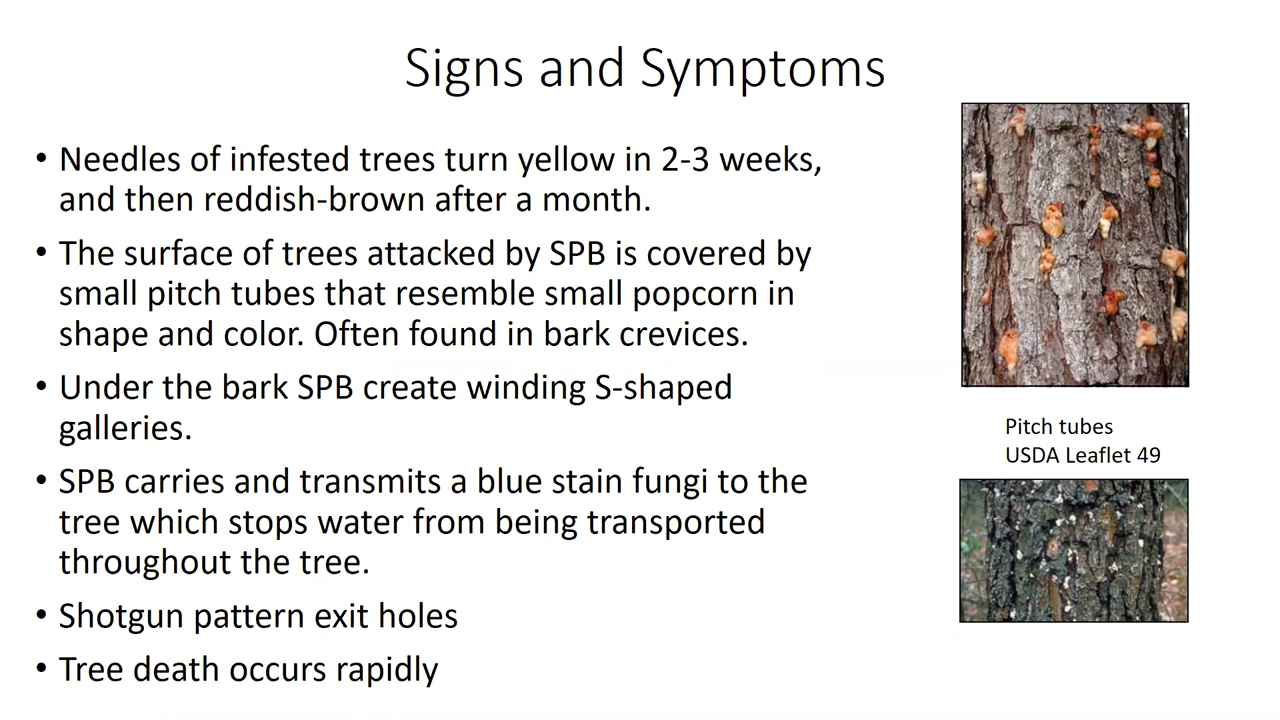 Signs and Symptoms
• Needles of infested trees turn yellow in 2-3 weeks,
and then reddish-brown after a month.
• The surface of trees attacked by SPB is covered by
small pitch tubes that resemble small popcorn in
shape and color. Often found in bark crevices.
• Under the bark SPB create winding S-shaped
galleries.
• SPB carries and transmits a blue stain fungi to the
tree which stops water from being transported
throughout the tree.
• Shotgun pattern exit holes
• Tree death occurs rapidly
Pitch tubes
USDA Leaflet 49